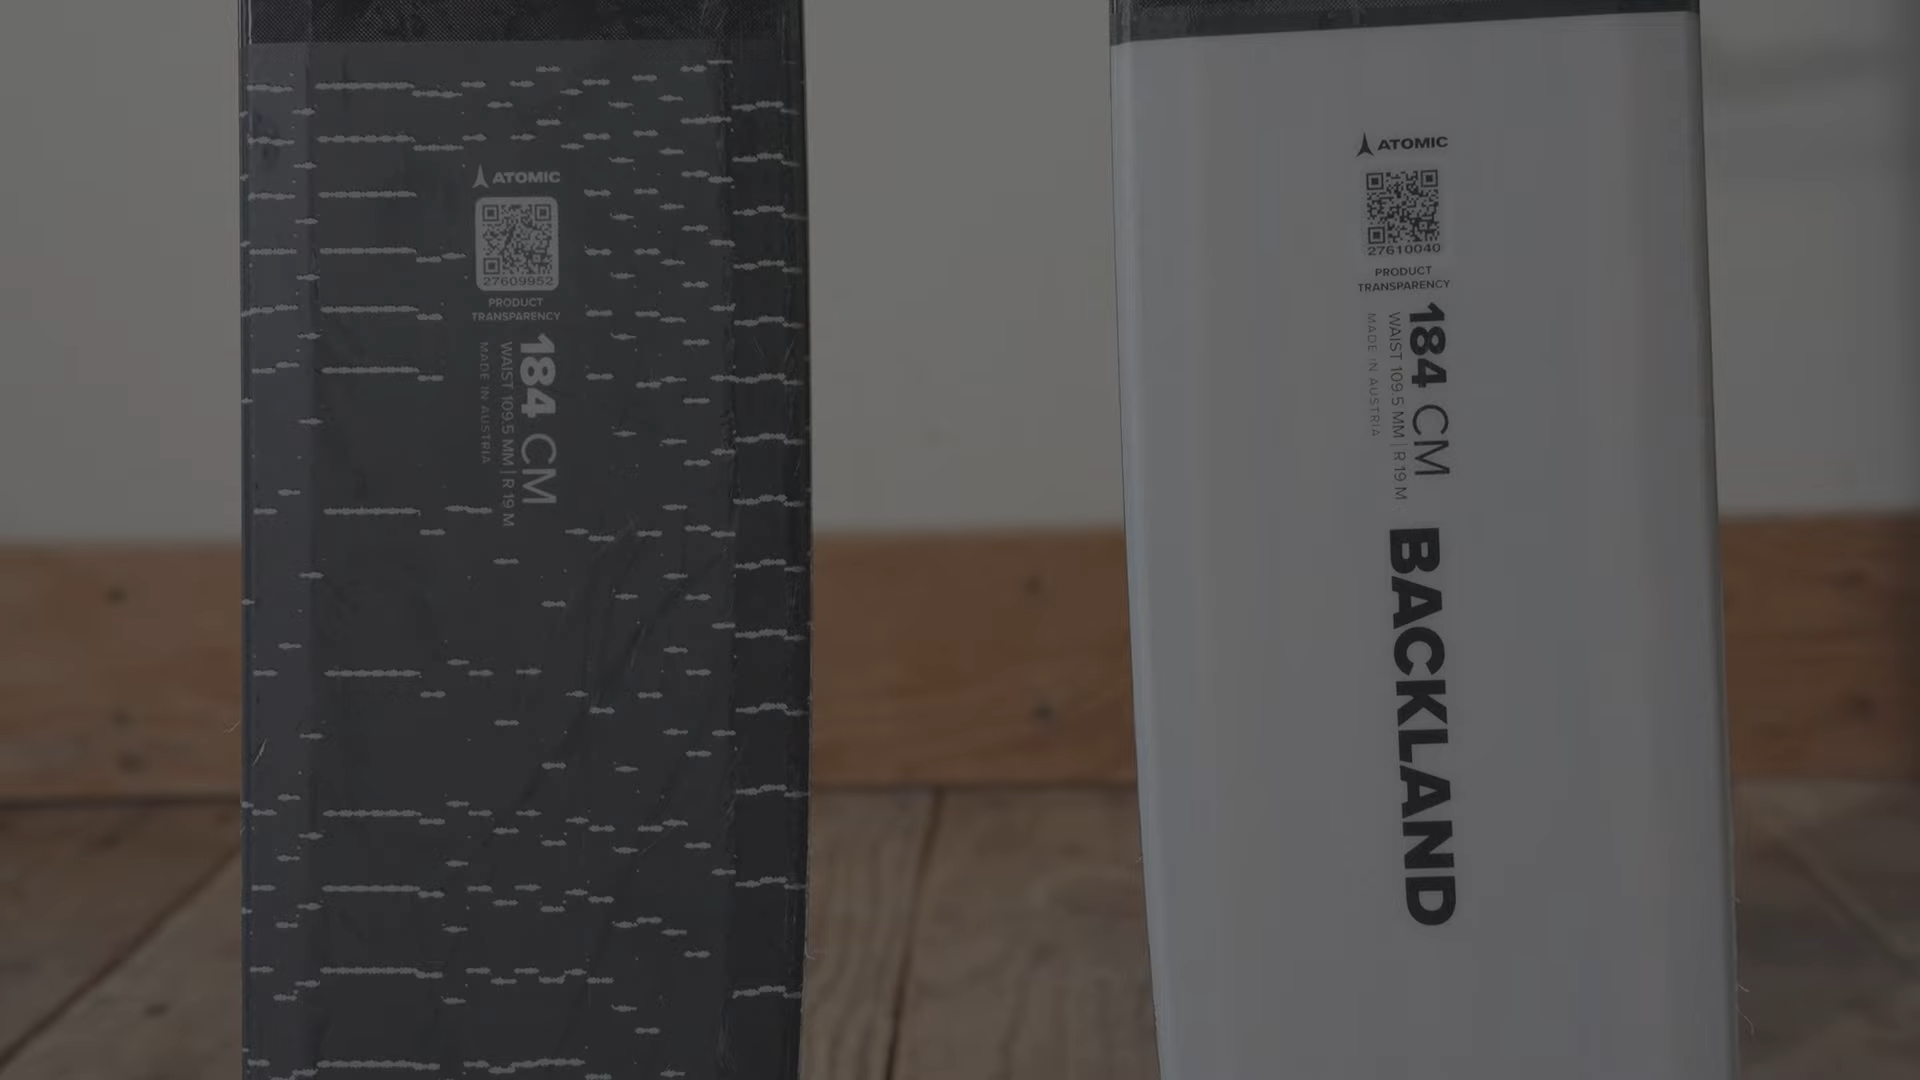 ATOMIC
27609952
PRODUCT
TRANSPARENCY
184 CM
WAIST 109.5 MM | R 19 M
MADE IN AUSTRIA
ATOMIC
27610040
PRODUCT
TRANSPARENCY
184 CM
WAIST 109.5 MM | R 19 M
MADE IN AUSTRIA
BACKLAND